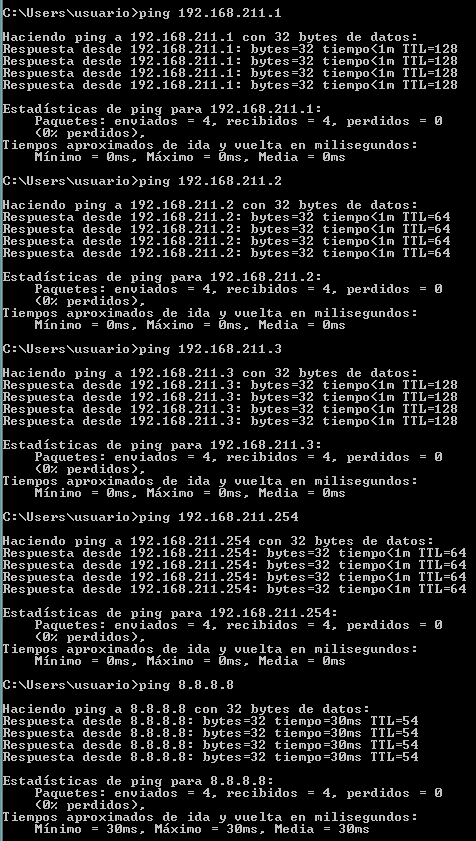 C:\Users\usuario>ping 192.168.211.1
Haciendo ping a 192.168.211.1 con 32 bytes de datos:
Respuesta desde 192.168.211.1: bytes=32 tiempo<1m TTL=128
Respuesta desde 192.168.211.1: bytes=32 tiempo<1m TTL=128
Respuesta desde 192.168.211.1: bytes=32 tiempo<1m TTL=128
Respuesta desde 192.168.211.1: bytes=32 tiempo<1m TTL=128
Estadísticas de ping para 192.168.211.1:
    Paquetes: enviados = 4, recibidos = 4, perdidos = 0
    (0% perdidos),
Tiempos aproximados de ida y vuelta en milisegundos:
    Mínimo = 0ms, Máximo = 0ms, Media = 0ms
C:\Users\usuario>ping 192.168.211.2
Haciendo ping a 192.168.211.2 con 32 bytes de datos:
Respuesta desde 192.168.211.2: bytes=32 tiempo<1m TTL=64
Respuesta desde 192.168.211.2: bytes=32 tiempo<1m TTL=64
Respuesta desde 192.168.211.2: bytes=32 tiempo<1m TTL=64
Respuesta desde 192.168.211.2: bytes=32 tiempo<1m TTL=64
Estadísticas de ping para 192.168.211.2:
    Paquetes: enviados = 4, recibidos = 4, perdidos = 0
    (0% perdidos),
Tiempos aproximados de ida y vuelta en milisegundos:
    Mínimo = 0ms, Máximo = 0ms, Media = 0ms
C:\Users\usuario>ping 192.168.211.3
Haciendo ping a 192.168.211.3 con 32 bytes de datos:
Respuesta desde 192.168.211.3: bytes=32 tiempo<1m TTL=128
Respuesta desde 192.168.211.3: bytes=32 tiempo<1m TTL=128
Respuesta desde 192.168.211.3: bytes=32 tiempo<1m TTL=128
Respuesta desde 192.168.211.3: bytes=32 tiempo<1m TTL=128
Estadísticas de ping para 192.168.211.3:
    Paquetes: enviados = 4, recibidos = 4, perdidos = 0
    (0% perdidos),
Tiempos aproximados de ida y vuelta en milisegundos:
    Mínimo = 0ms, Máximo = 0ms, Media = 0ms
C:\Users\usuario>ping 192.168.211.254
Haciendo ping a 192.168.211.254 con 32 bytes de datos:
Respuesta desde 192.168.211.254: bytes=32 tiempo<1m TTL=64
Respuesta desde 192.168.211.254: bytes=32 tiempo<1m TTL=64
Respuesta desde 192.168.211.254: bytes=32 tiempo<1m TTL=64
Respuesta desde 192.168.211.254: bytes=32 tiempo<1m TTL=64
Estadísticas de ping para 192.168.211.254:
    Paquetes: enviados = 4, recibidos = 4, perdidos = 0
    (0% perdidos),
Tiempos aproximados de ida y vuelta en milisegundos:
    Mínimo = 0ms, Máximo = 0ms, Media = 0ms
C:\Users\usuario>ping 8.8.8.8
Haciendo ping a 8.8.8.8 con 32 bytes de datos:
Respuesta desde 8.8.8.8: bytes=32 tiempo=30ms TTL=54
Respuesta desde 8.8.8.8: bytes=32 tiempo=30ms TTL=54
Respuesta desde 8.8.8.8: bytes=32 tiempo=30ms TTL=54
Respuesta desde 8.8.8.8: bytes=32 tiempo=30ms TTL=54
Estadísticas de ping para 8.8.8.8:
    Paquetes: enviados = 4, recibidos = 4, perdidos = 0
    (0% perdidos),
Tiempos aproximados de ida y vuelta en milisegundos:
    Mínimo = 30ms, Máximo = 30ms, Media = 30ms